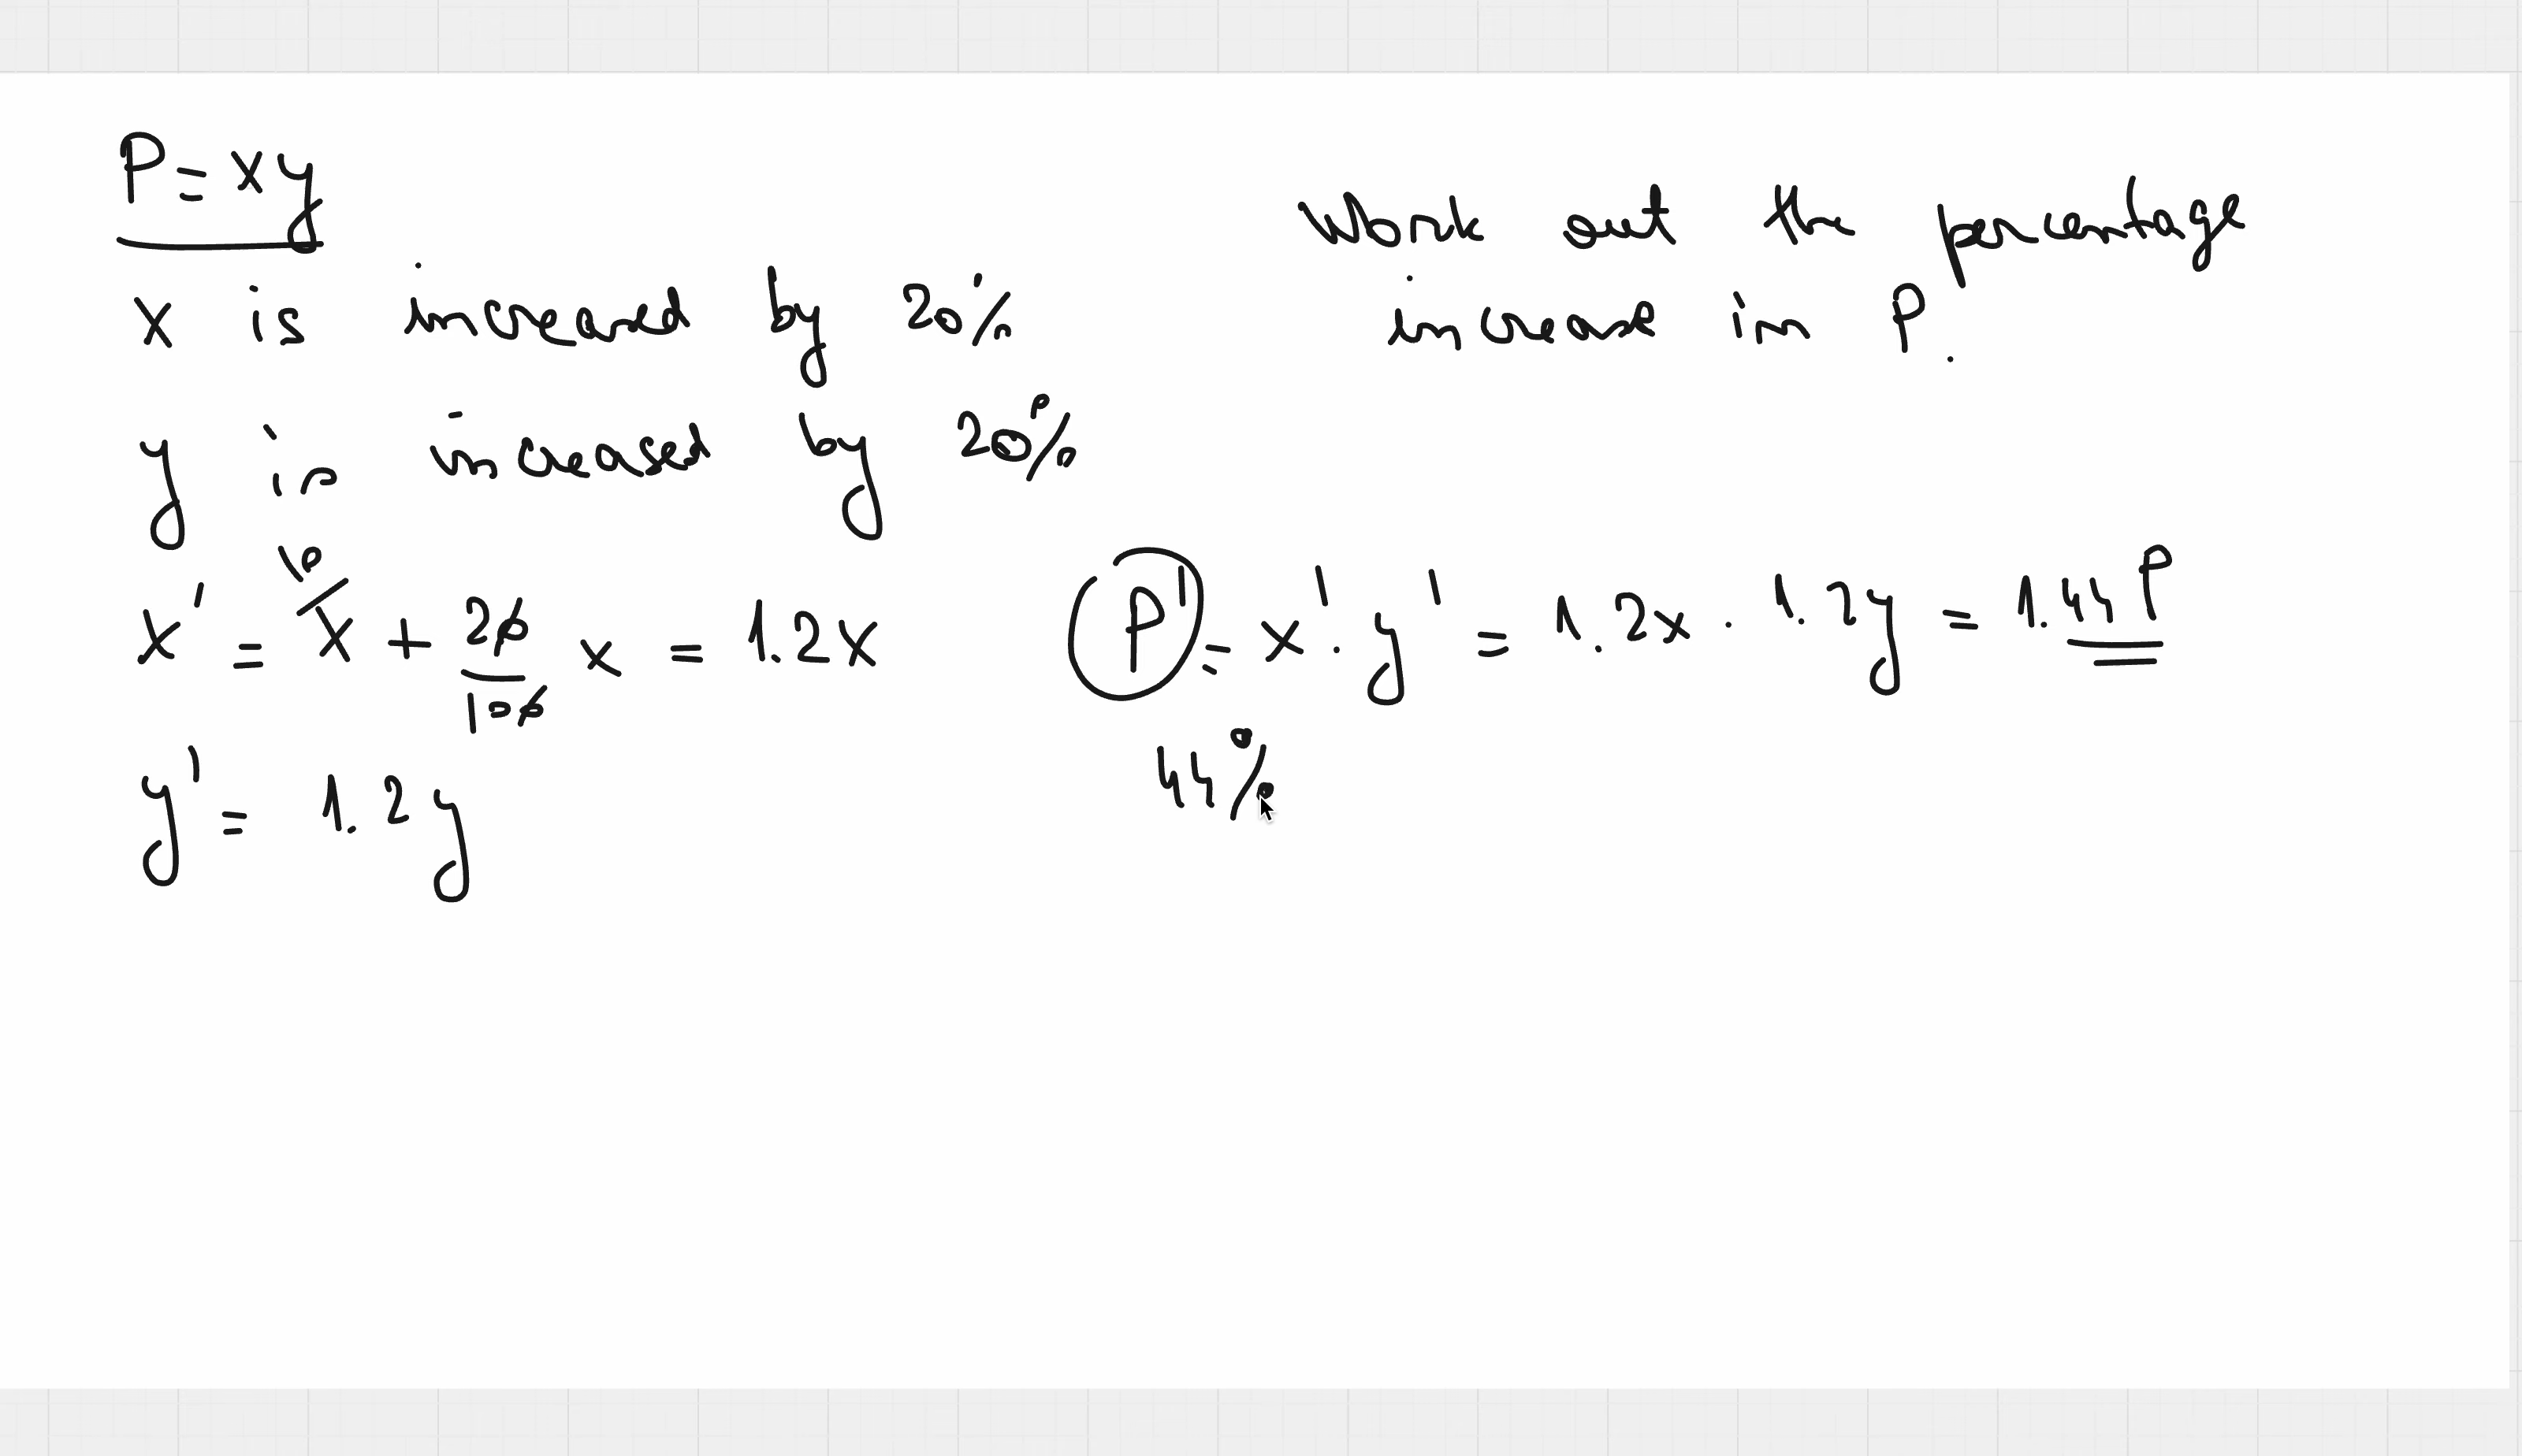 P = xy
x is increased by 20%
y is increased by 20%
Work out the percentage
increase in P.
x' = x + 20/100 x = 1.2x
10
y' = 1.2y
P' = x' · y' = 1.2x · 1.2y = 1.44P
44%